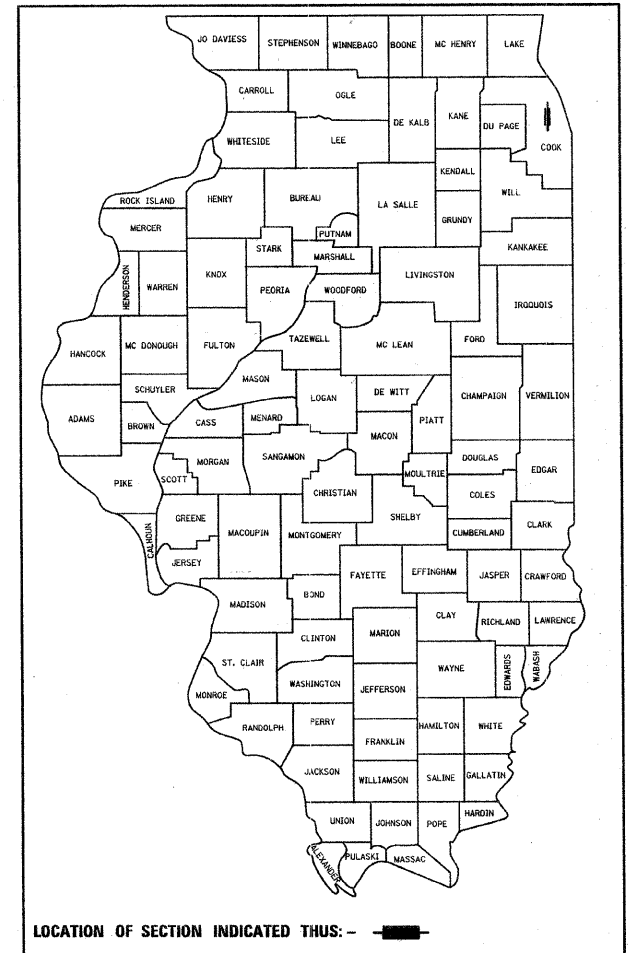 JO DAVIESS
STEPHENSON
WINNEBAGO
BOONE
MC HENRY
LAKE
CARROLL
OGLE
DE KALB
KANE
DU PAGE
COOK
WHITESIDE
LEE
KENDALL
WILL
ROCK ISLAND
HENRY
BUREAU
LA SALLE
GRUNDY
MERCER
PUTNAM
STARK
MARSHALL
KANKAKEE
HENDERSON
WARREN
KNOX
PEORIA
WOODFORD
LIVINGSTON
IROQUOIS
HANCOCK
MC DONOUGH
FULTON
TAZEWELL
MC LEAN
FORD
MASON
SCHUYLER
LOGAN
DE WITT
CHAMPAIGN
VERMILION
ADAMS
BROWN
CASS
MENARD
MACON
PIATT
MORGAN
SANGAMON
DOUGLAS
EDGAR
PIKE
SCOTT
CHRISTIAN
MOULTRIE
COLES
GREENE
MACOUPIN
MONTGOMERY
SHELBY
CUMBERLAND
CLARK
CALHOUN
JERSEY
FAYETTE
EFFINGHAM
JASPER
CRAWFORD
MADISON
BOND
CLAY
RICHLAND
LAWRENCE
CLINTON
MARION
ST. CLAIR
WAYNE
EDWARDS
WABASH
WASHINGTON
JEFFERSON
MONROE
RANDOLPH
PERRY
HAMILTON
WHITE
FRANKLIN
JACKSON
WILLIAMSON
SALINE
GALLATIN
UNION
JOHNSON
POPE
HARDIN
ALEXANDER
PULASKI
MASSAC
LOCATION OF SECTION INDICATED THUS: -